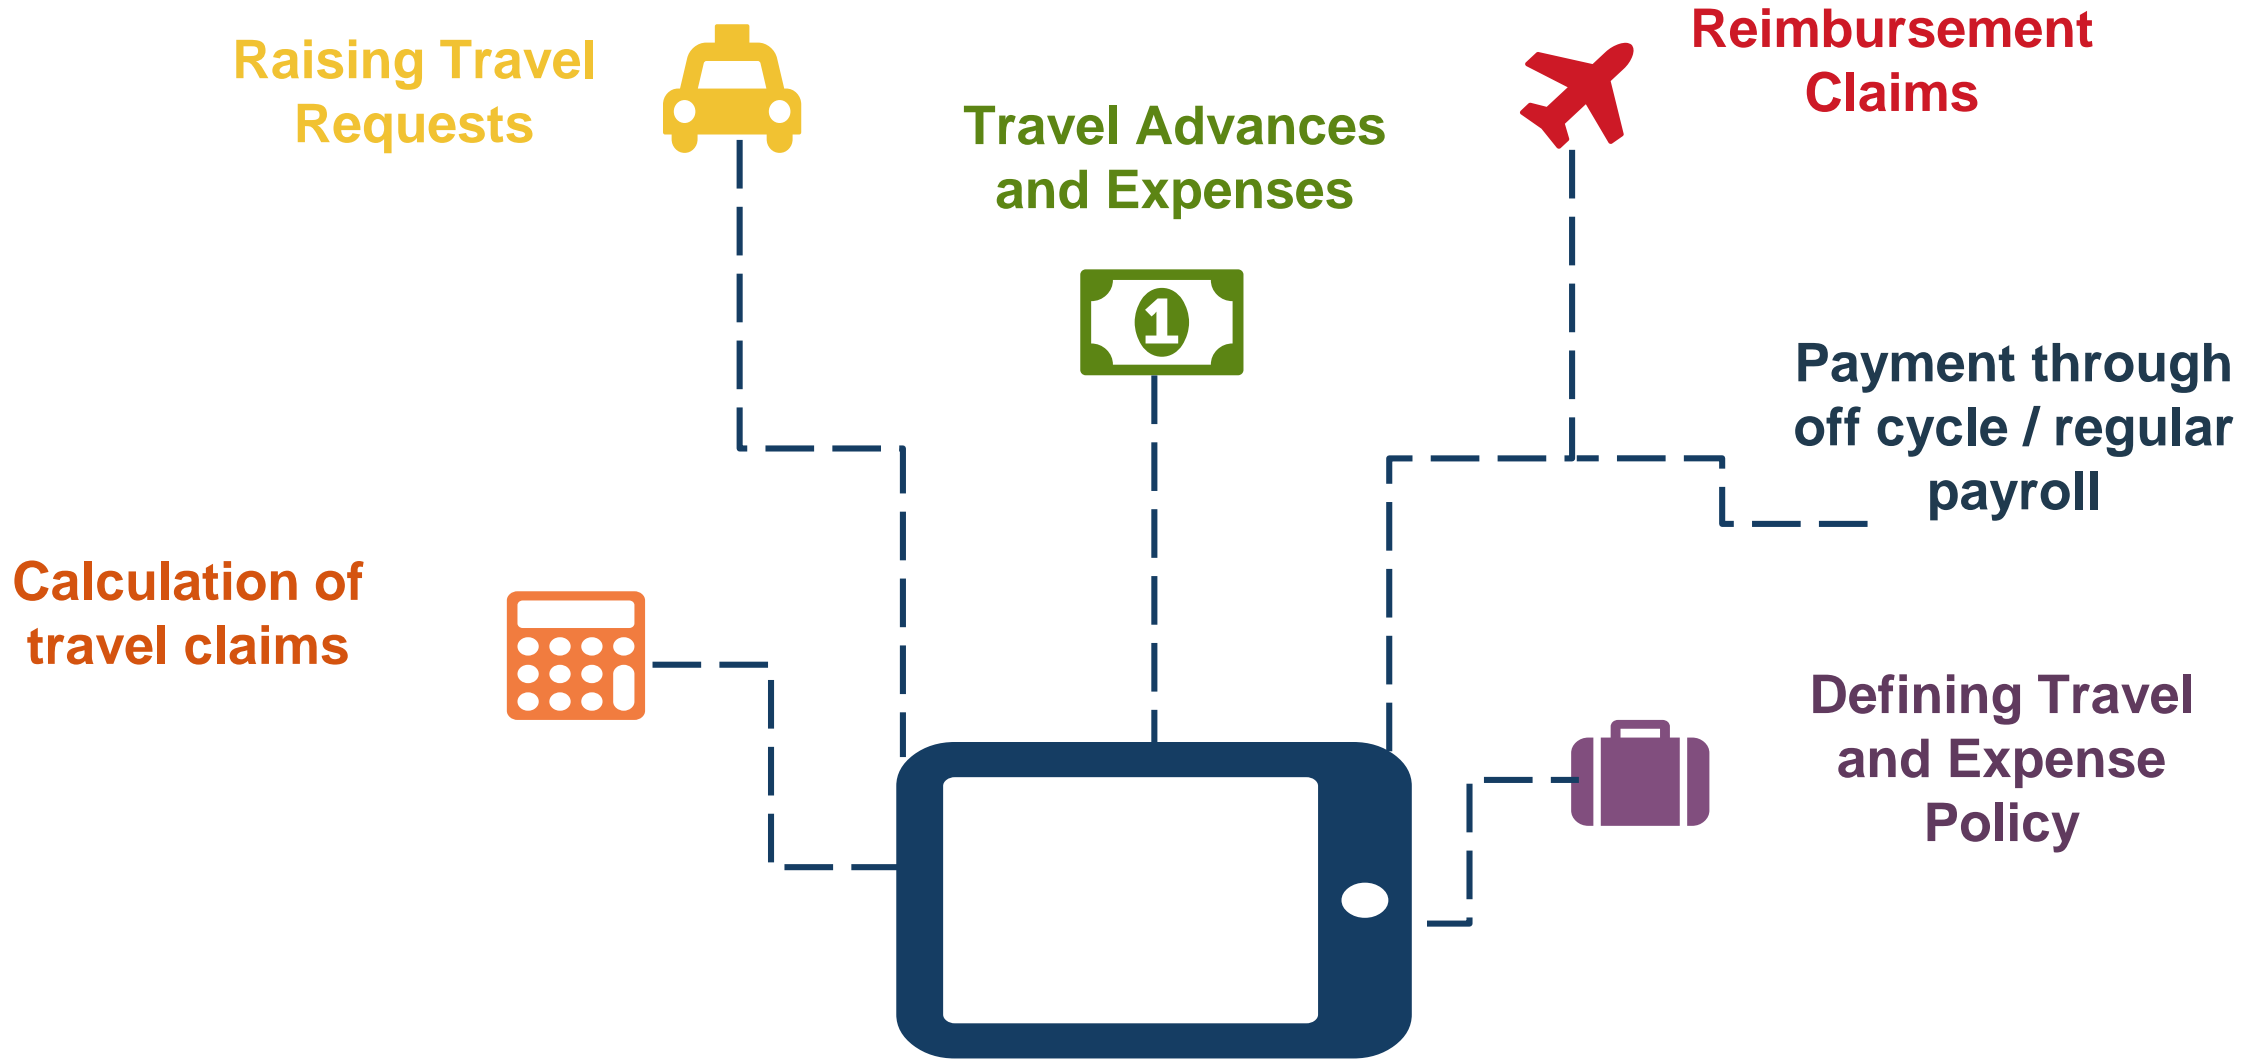 Raising Travel
Requests
Travel Advances
and Expenses
1
Reimbursement
Claims
Payment through
off cycle / regular
payroll
Calculation of
travel claims
Defining Travel
and Expense
Policy